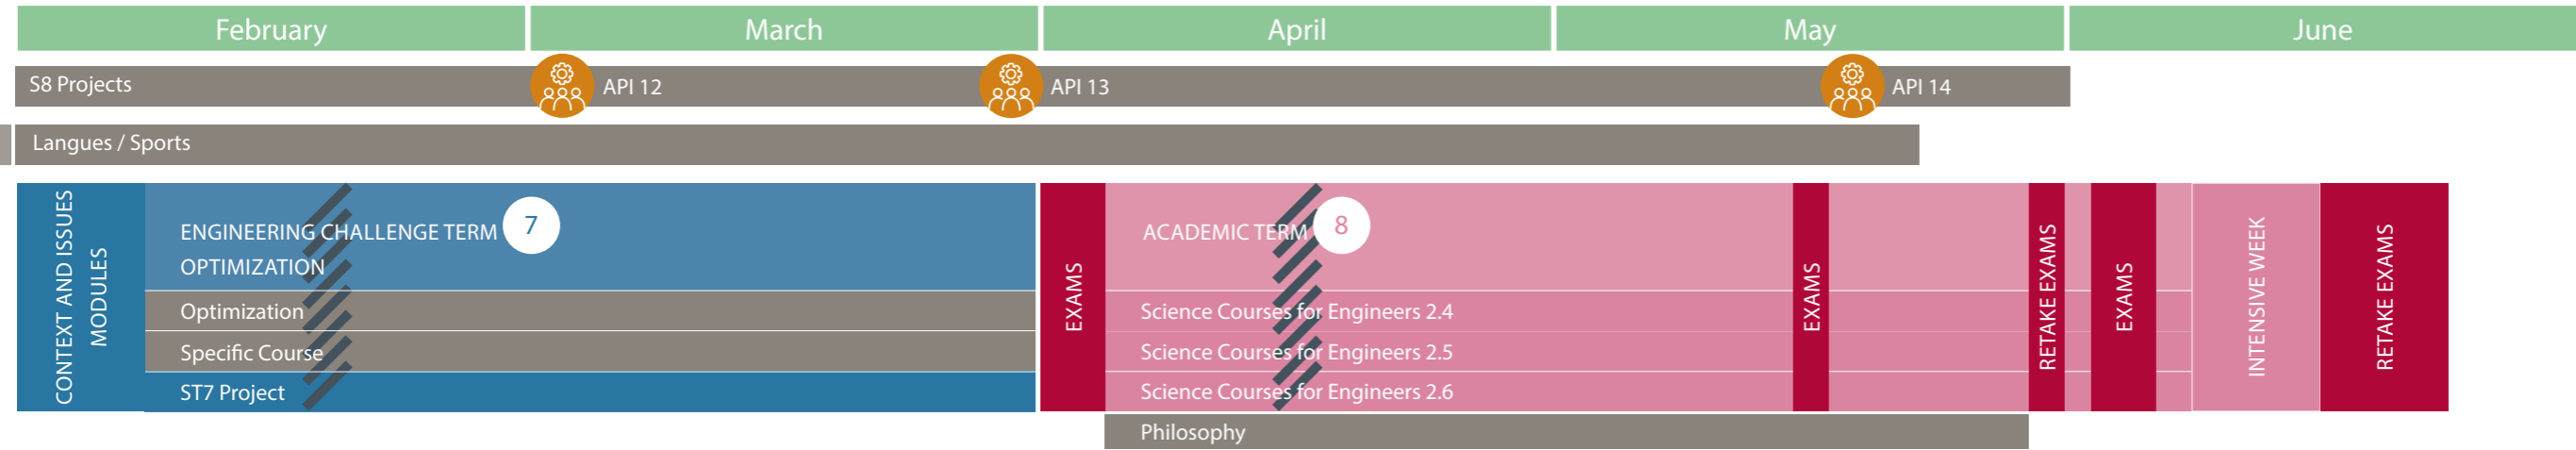 February
March
April
May
June
S8 Projects
API 12
API 13
API 14
Langues / Sports
CONTEXT AND ISSUES
MODULES
ENGINEERING CHALLENGE TERM
7
OPTIMIZATION
Optimization
Specific Course
ST7 Project
EXAMS
ACADEMIC TERM
8
Science Courses for Engineers 2.4
Science Courses for Engineers 2.5
Science Courses for Engineers 2.6
EXAMS
RETAKE EXAMS
EXAMS
INTENSIVE WEEK
RETAKE EXAMS
Philosophy